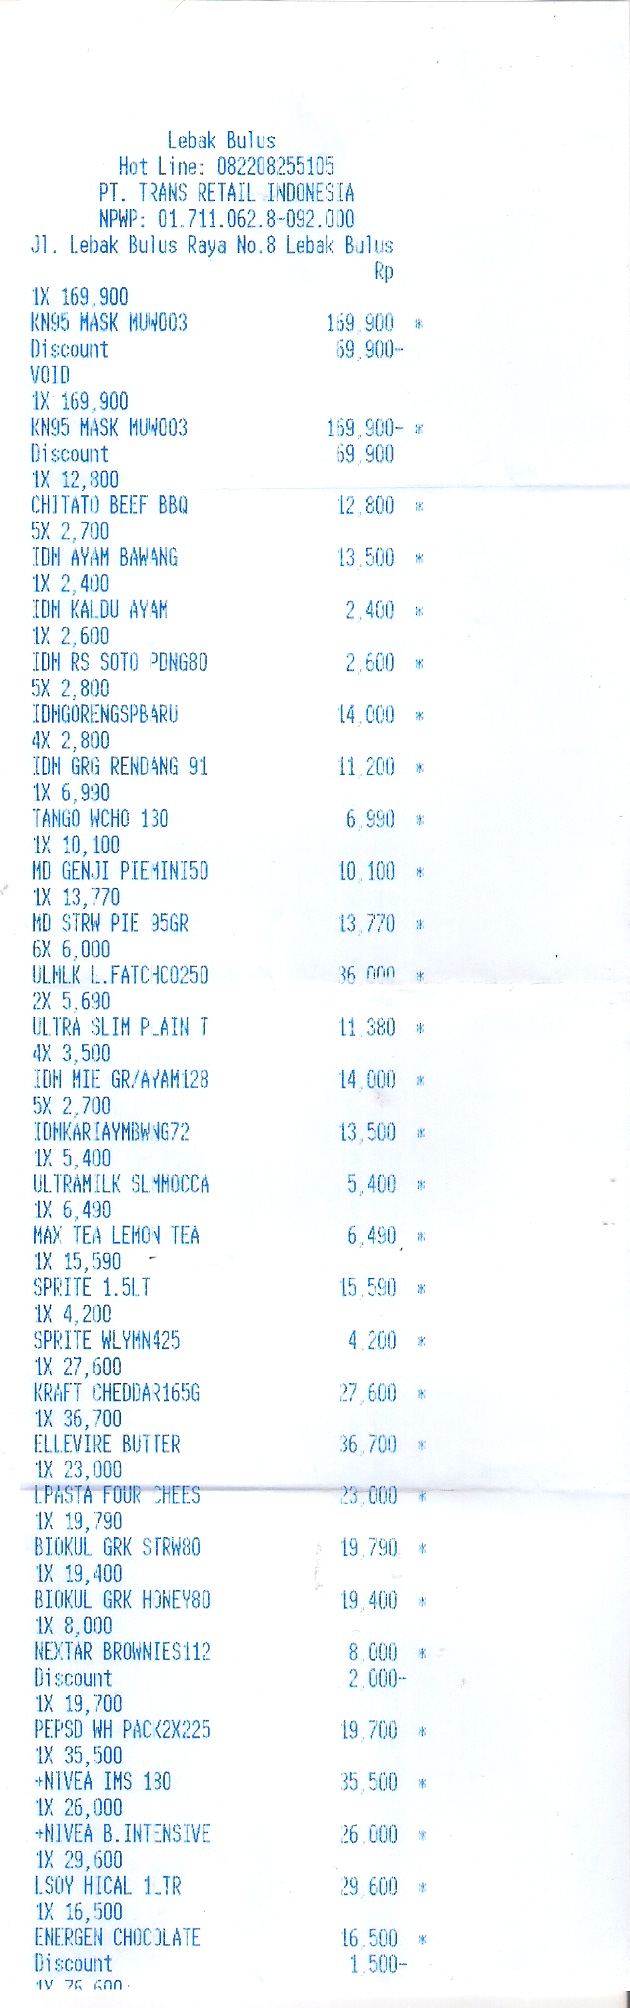 Lebak Bulus
Hot Line: 082208255105
PT. TRANS RETAIL INDONESIA
NPWP: 01.711.062.8-092.000
Jl. Lebak Bulus Raya No.8 Lebak Bulus
Rp
1X 169,900
KN95 MASK MUW003 169,900 *
Discount 69,900-
VOID
1X 169,900
KN95 MASK MUW003 169,900- *
Discount 69,900
1X 12,800
CHITATO BEEF BBQ 12,800 *
5X 2,700
IDM AYAM BAWANG 13,500 *
1X 2,400
IDM KALDU AYAM 2,400 *
1X 2,600
IDM RS SOTO PDNG80 2,600 *
5X 2,800
IDMGORENGSPBARU 14,000 *
4X 2,800
IDM GRG RENDANG 91 11,200 *
1X 6,990
TANGO WCHO 130 6,990 *
1X 10,100
MD GENJI PIEMINI50 10,100 *
1X 13,770
MD STRW PIE 95GR 13,770 *
6X 6,000
ULMLK L.FATCHCO250 36,000 *
2X 5,690
ULTRA SLIM PLAIN T 11,380 *
4X 3,500
IDM MIE GR/AYAM128 14,000 *
5X 2,700
IDMKARIAYMBWNG72 13,500 *
1X 5,400
ULTRAMILK SLMMOCCA 5,400 *
1X 6,490
MAX TEA LEMON TEA 6,490 *
1X 15,590
SPRITE 1.5LT 15,590 *
1X 4,200
SPRITE WLYMN425 4,200 *
1X 27,600
KRAFT CHEDDAR165G 27,600 *
1X 36,700
ELLEVIRE BUTTER 36,700 *
1X 23,000
LPASTA FOUR CHEES 23,000 *
1X 19,790
BIOKUL GRK STRW80 19,790 *
1X 19,400
BIOKUL GRK HONEY80 19,400 *
1X 8,000
NEXTAR BROWNIES112 8,000 *
Discount 2,000-
1X 19,700
PEPSD WH PACK2X225 19,700 *
1X 35,500
+NIVEA IMS 130 35,500 *
1X 26,000
+NIVEA B.INTENSIVE 26,000 *
1X 29,600
LSOY HICAL 1LTR 29,600 *
1X 16,500
ENERGEN CHOCOLATE 16,500 *
Discount 1,500-